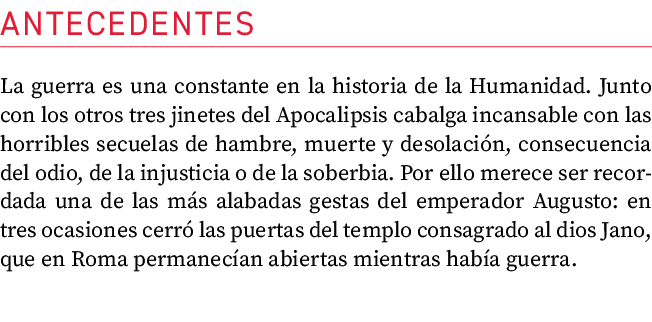 ANTECEDENTES
La guerra es una constante en la historia de la Humanidad. Junto
con los otros tres jinetes del Apocalipsis cabalga incansable con las
horribles secuelas de hambre, muerte y desolación, consecuencia
del odio, de la injusticia o de la soberbia. Por ello merece ser recor-
dada una de las más alabadas gestas del emperador Augusto: en
tres ocasiones cerró las puertas del templo consagrado al dios Jano,
que en Roma permanecían abiertas mientras había guerra.